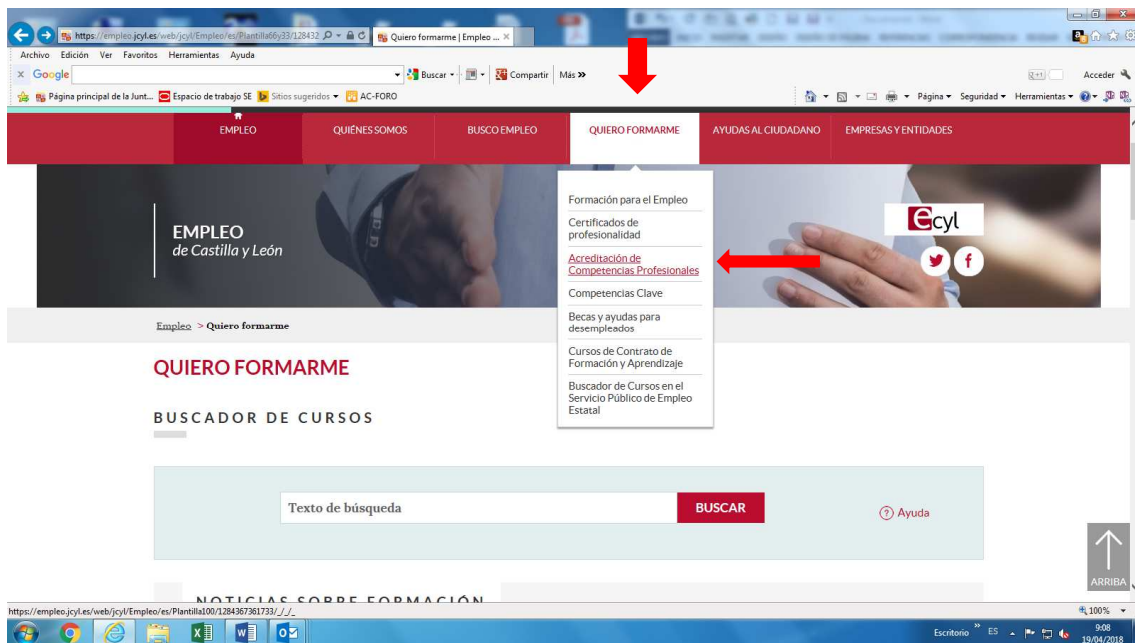 https://empleo.jcyl.es/web/jcyl/Empleo/es/Plantilla66y33/128432
Quiero formarme | Empleo ...
Archivo Edición Ver Favoritos Herramientas Ayuda
x Google Buscar Compartir Más » Acceder
Página principal de la Junt... Espacio de trabajo SE Sitios sugeridos AC-FORO Página Seguridad Herramientas
EMPLEO QUIÉNES SOMOS BUSCO EMPLEO QUIERO FORMARME AYUDAS AL CIUDADANO EMPRESAS Y ENTIDADES
Formación para el Empleo
Certificados de
profesionalidad
Acreditación de
Competencias Profesionales
Competencias Clave
Becas y ayudas para
desempleados
Cursos de Contrato de
Formación y Aprendizaje
Buscador de Cursos en el
Servicio Público de Empleo
Estatal
EMPLEO
de Castilla y León
ecyl
Empleo > Quiero formarme
QUIERO FORMARME
BUSCADOR DE CURSOS
Texto de búsqueda BUSCAR ? Ayuda
ARRIBA
NOTICIAS SOBRE FORMACIÓN
https://empleo.jcyl.es/web/jcyl/Empleo/es/Plantilla100/1284367361733/_/_/_
100%
Escritorio » ES 9:08
19/04/2018